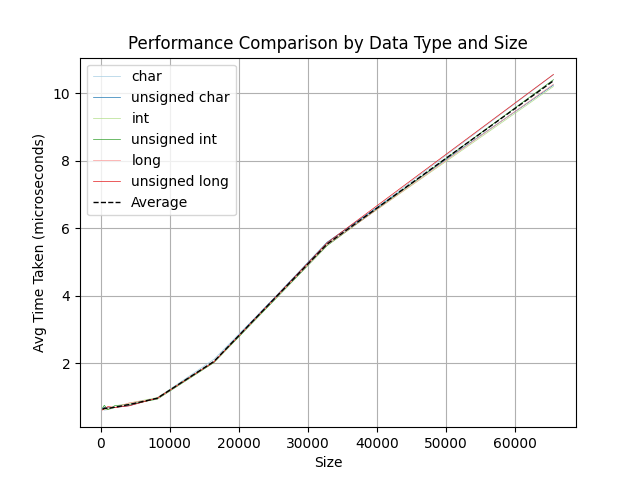 Performance Comparison by Data Type and Size
char
unsigned char
int
unsigned int
long
unsigned long
Average
Avg Time Taken (microseconds)
10
8
6
4
2
0
10000
20000
30000
40000
50000
60000
Size